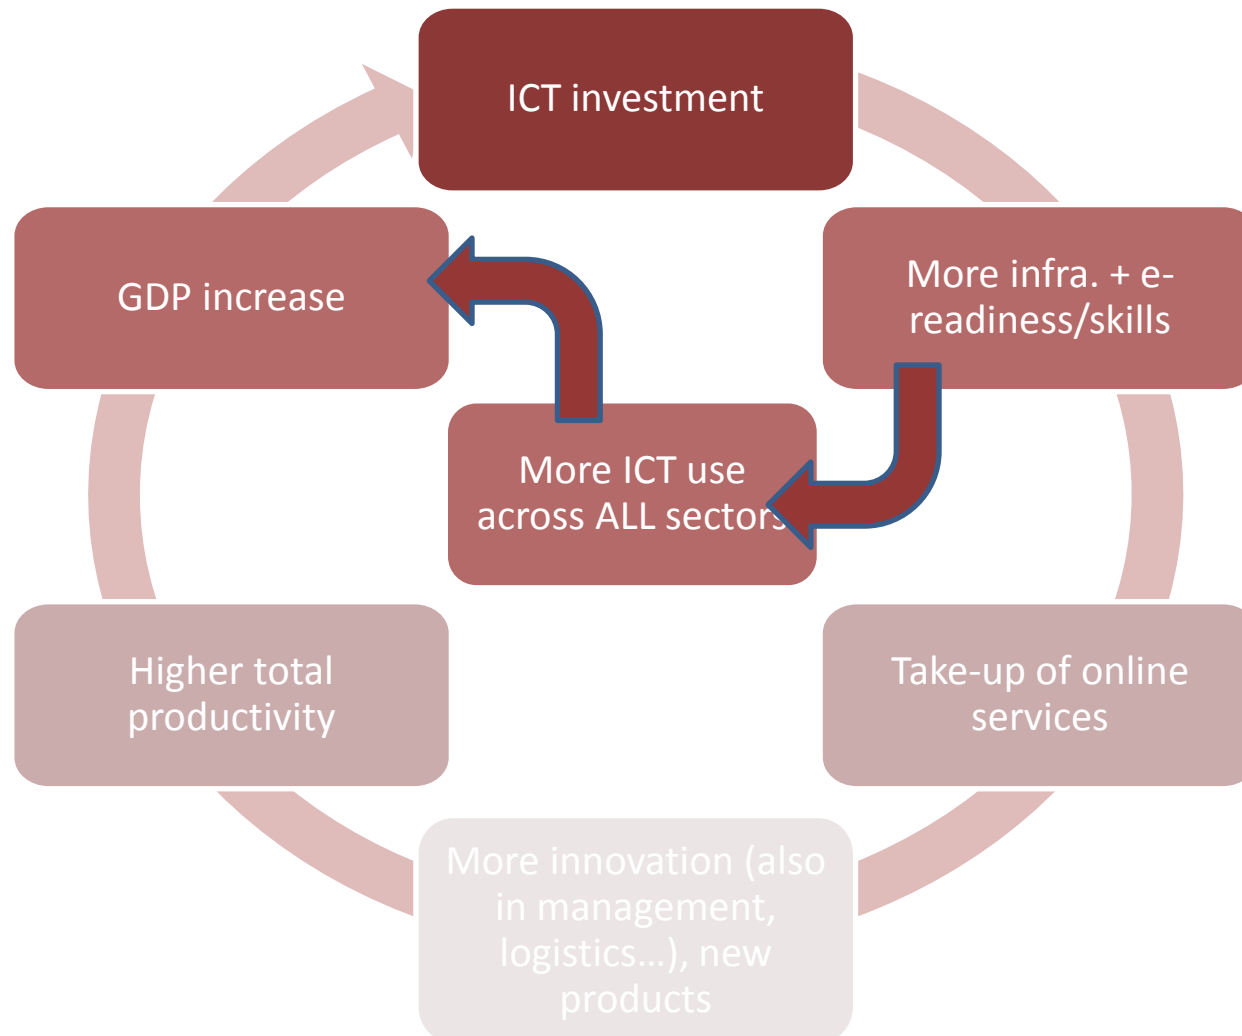 ICT investment
GDP increase
More infra. + e-
readiness/skills
More ICT use
across ALL sectors
Higher total
productivity
Take-up of online
services
More innovation (also
in management,
logistics…), new
products